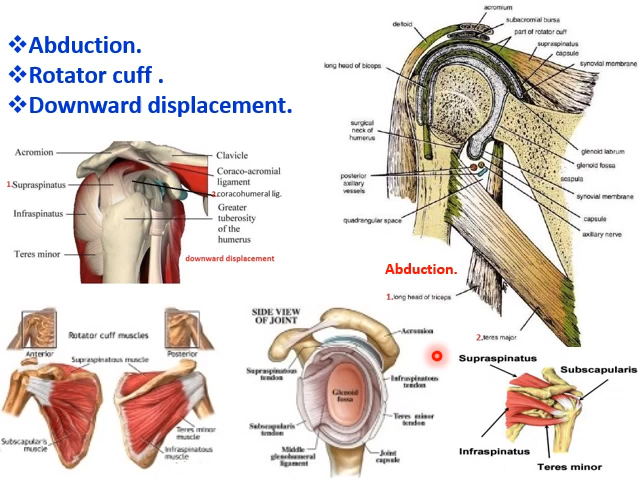 ❖Abduction.
❖Rotator cuff .
❖Downward displacement.
acromium
subacromial bursa
part of rotator cuff
supraspinatus
capsule
synovial membrane
deltoid
long head of biceps
surgical
neck of
humerus
posterior
axillary
vessels
quadrangular space
glenoid labrum
glenoid fossa
scapula
synovial membrane
capsule
axillary nerve
Abduction.
1.long head of triceps
2.teres major
Acromion
1.Supraspinatus
Infraspinatus
Teres minor
Clavicle
Coraco-acromial
ligament
2.coracohumeral lig.
Greater
tuberosity
of the
humerus
downward displacement
Rotator cuff muscles
Anterior
Posterior
Supraspinatous muscle
Subscapularis
muscle
Teres minor
muscle
Infraspinatous
muscle
SIDE VIEW
OF JOINT
Acromion
Supraspinatus
tendon
Infraspinatus
tendon
Glenoid
fossa
Teres minor
tendon
Subscapularis
tendon
Middle
glenohumeral
ligament
Joint
capsule
Supraspinatus
Subscapularis
Infraspinatus
Teres minor